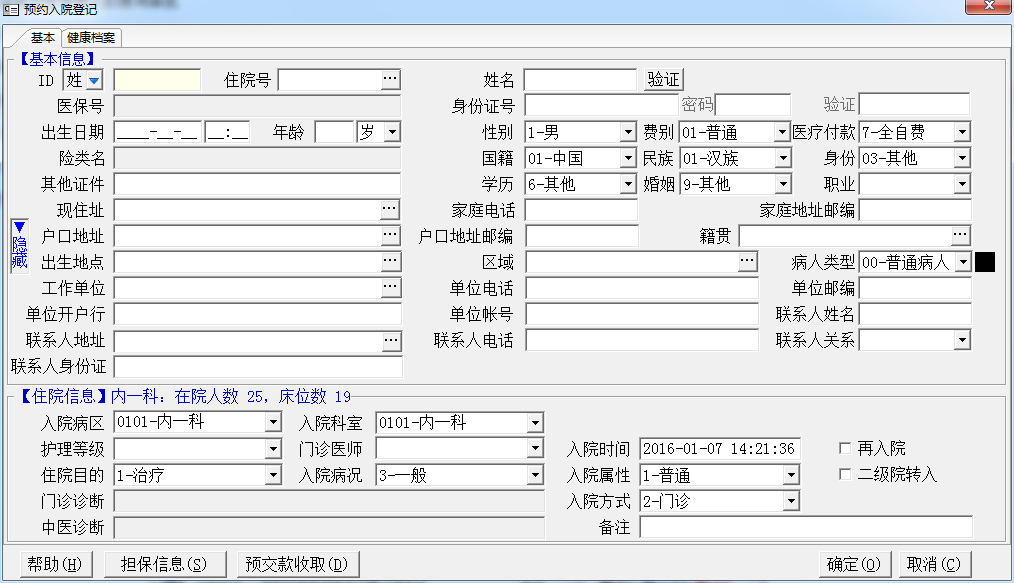 预约入院登记
基本 健康档案
【基本信息】
ID 姓 住院号 ... 姓名 验证
医保号 身份证号 密码 验证
出生日期 ____-__-__ __:__ 年龄 岁 性别 1-男 费别 01-普通 医疗付款 7-全自费
险类名 国籍 01-中国 民族 01-汉族 身份 03-其他
其他证件 学历 6-其他 婚姻 9-其他 职业
现住址 ... 家庭电话 家庭地址邮编
户口地址 ... 户口地址邮编 籍贯 ...
隐藏
出生地点 ... 区域 ... 病人类型 00-普通病人
工作单位 ... 单位电话 单位邮编
单位开户行 单位帐号 联系人姓名
联系人地址 ... 联系人电话 联系人关系
联系人身份证
【住院信息】内一科: 在院人数 25, 床位数 19
入院病区 0101-内一科 入院科室 0101-内一科
护理等级 门诊医师 入院时间 2016-01-07 14:21:36 再入院
住院目的 1-治疗 入院病况 3-一般 入院属性 1-普通 二级院转入
门诊诊断 入院方式 2-门诊
中医诊断 备注
帮助(H) 担保信息(S) 预交款收取(D) 确定(O) 取消(C)